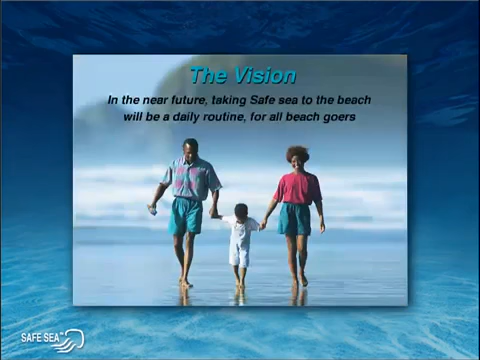 The Vision
In the near future, taking Safe sea to the beach
will be a daily routine, for all beach goers
SAFE SEA™